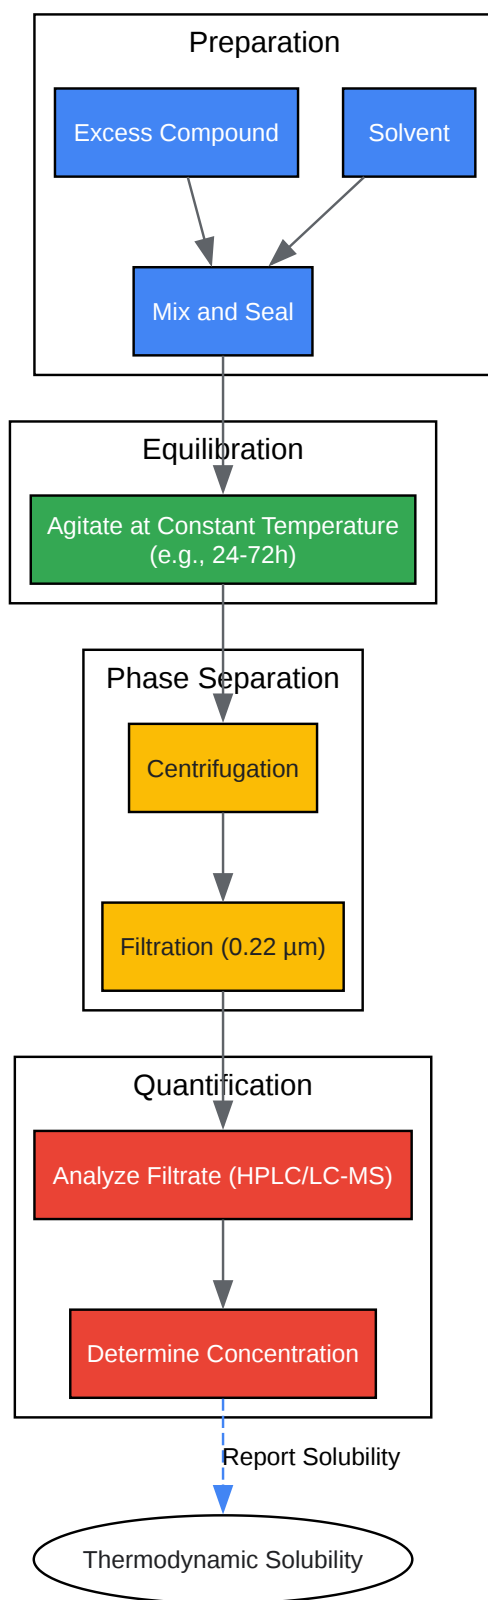 Preparation
Excess Compound
Solvent
Mix and Seal
Equilibration
Agitate at Constant Temperature
(e.g., 24-72h)
Phase Separation
Centrifugation
Filtration (0.22 µm)
Quantification
Analyze Filtrate (HPLC/LC-MS)
Determine Concentration
Report Solubility
Thermodynamic Solubility